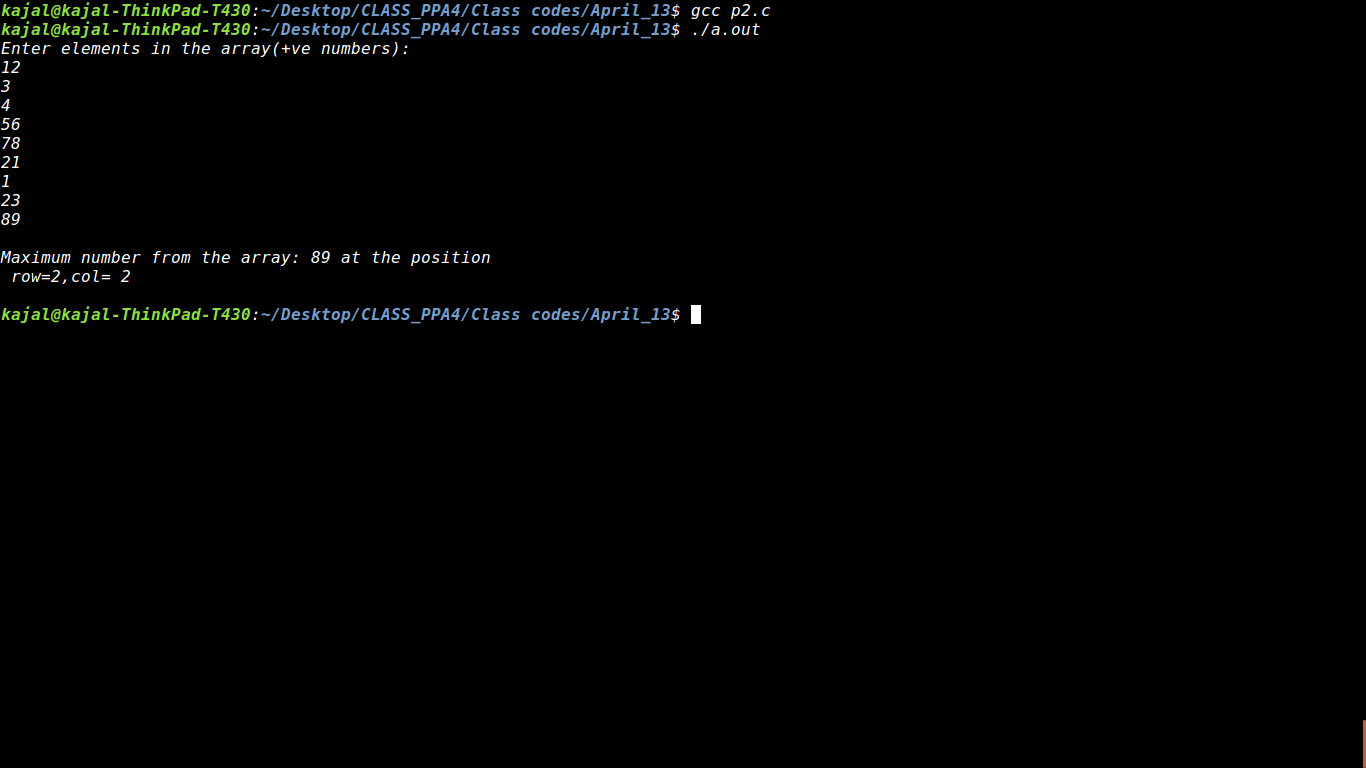 kajal@kajal-ThinkPad-T430:~/Desktop/CLASS_PPA4/Class codes/April_13$ gcc p2.c
kajal@kajal-ThinkPad-T430:~/Desktop/CLASS_PPA4/Class codes/April_13$ ./a.out
Enter elements in the array(+ve numbers):
12
3
4
56
78
21
1
23
89
Maximum number from the array: 89 at the position
 row=2,col= 2
kajal@kajal-ThinkPad-T430:~/Desktop/CLASS_PPA4/Class codes/April_13$